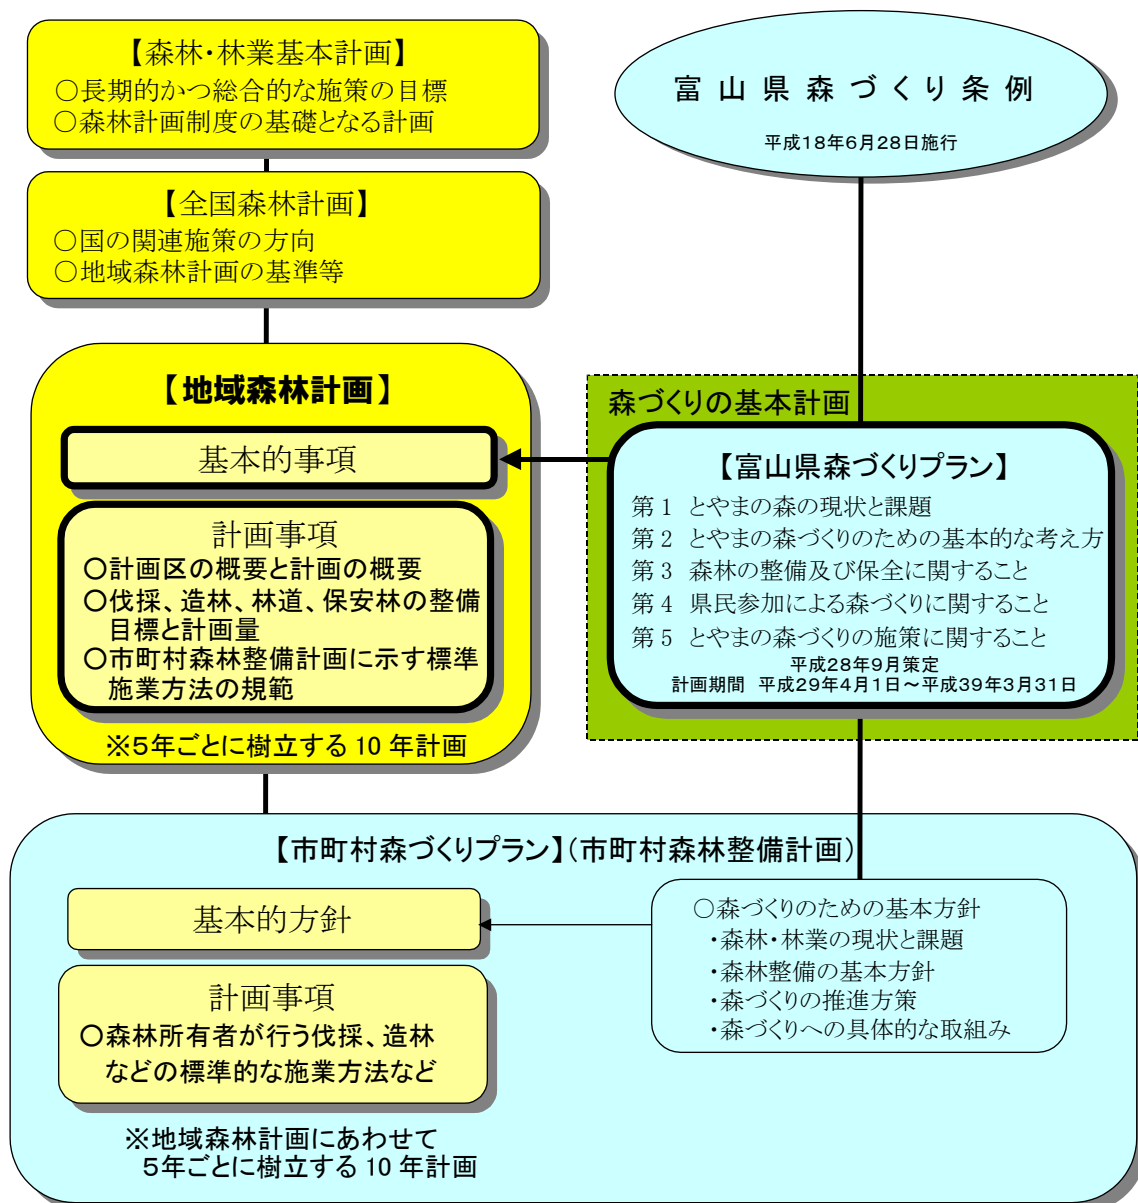 【森林・林業基本計画】
○長期的かつ総合的な施策の目標
○森林計画制度の基礎となる計画
【全国森林計画】
○国の関連施策の方向
○地域森林計画の基準等
【地域森林計画】
基本的事項
計画事項
○計画区の概要と計画の概要
○伐採、造林、林道、保安林の整備
目標と計画量
○市町村森林整備計画に示す標準
施業方法の規範
※5年ごとに樹立する 10 年計画
富山県森づくり条例
平成18年6月28日施行
森づくりの基本計画
【富山県森づくりプラン】
第1 とやまの森の現状と課題
第2 とやまの森づくりのための基本的な考え方
第3 森林の整備及び保全に関すること
第4 県民参加による森づくりに関すること
第5 とやまの森づくりの施策に関すること
平成28年9月策定
計画期間 平成29年4月1日～平成39年3月31日
【市町村森づくりプラン】(市町村森林整備計画)
基本的方針
計画事項
○森林所有者が行う伐採、造林
などの標準的な施業方法など
※地域森林計画にあわせて
5年ごとに樹立する 10 年計画
○森づくりのための基本方針
・森林・林業の現状と課題
・森林整備の基本方針
・森づくりの推進方策
・森づくりへの具体的な取組み